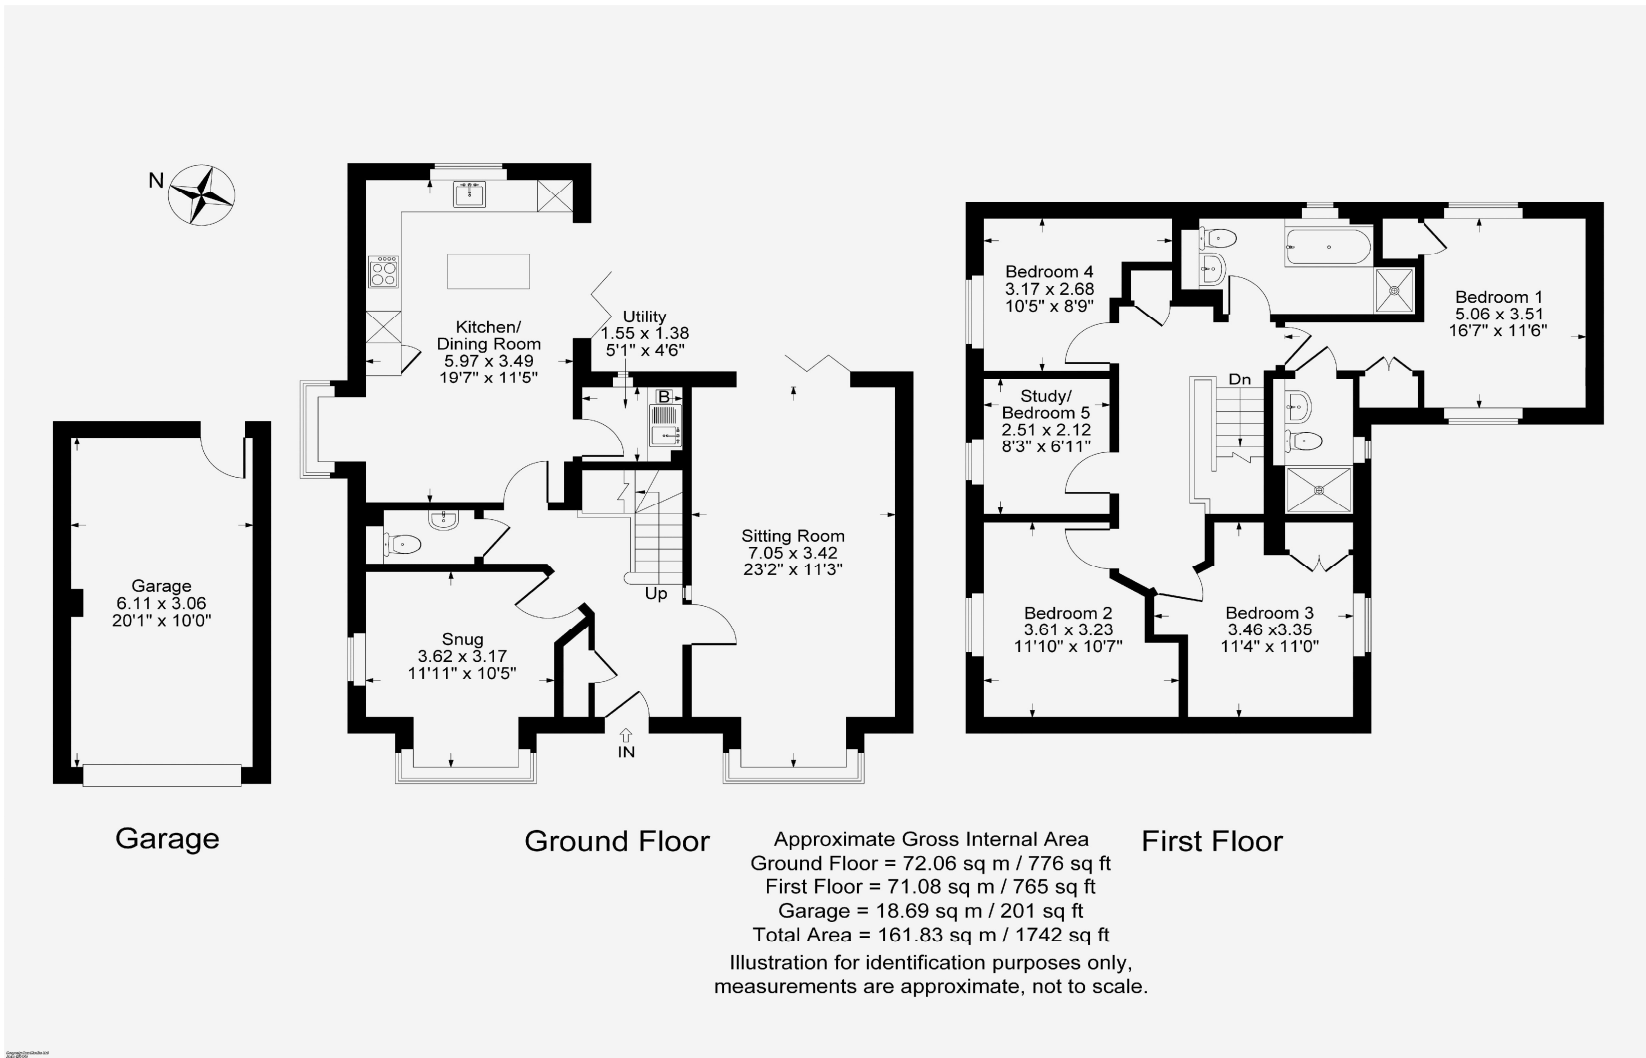 N
Kitchen/
Dining Room
5.97 x 3.49
19'7" x 11'5"
Utility
1.55 x 1.38
5'1" x 4'6"
B
Garage
6.11 x 3.06
20'1" x 10'0"
Snug
3.62 x 3.17
11'11" x 10'5"
Up
IN
Sitting Room
7.05 x 3.42
23'2" x 11'3"
Bedroom 4
3.17 x 2.68
10'5" x 8'9"
Bedroom 1
5.06 x 3.51
16'7" x 11'6"
Study/
Bedroom 5
2.51 x 2.12
8'3" x 6'11"
Dn
Bedroom 2
3.61 x 3.23
11'10" x 10'7"
Bedroom 3
3.46 x3.35
11'4" x 11'0"
Garage
Ground Floor
First Floor
Approximate Gross Internal Area
Ground Floor = 72.06 sq m / 776 sq ft
First Floor = 71.08 sq m / 765 sq ft
Garage = 18.69 sq m / 201 sq ft
Total Area = 161.83 sq m / 1742 sq ft
Illustration for identification purposes only,
measurements are approximate, not to scale.